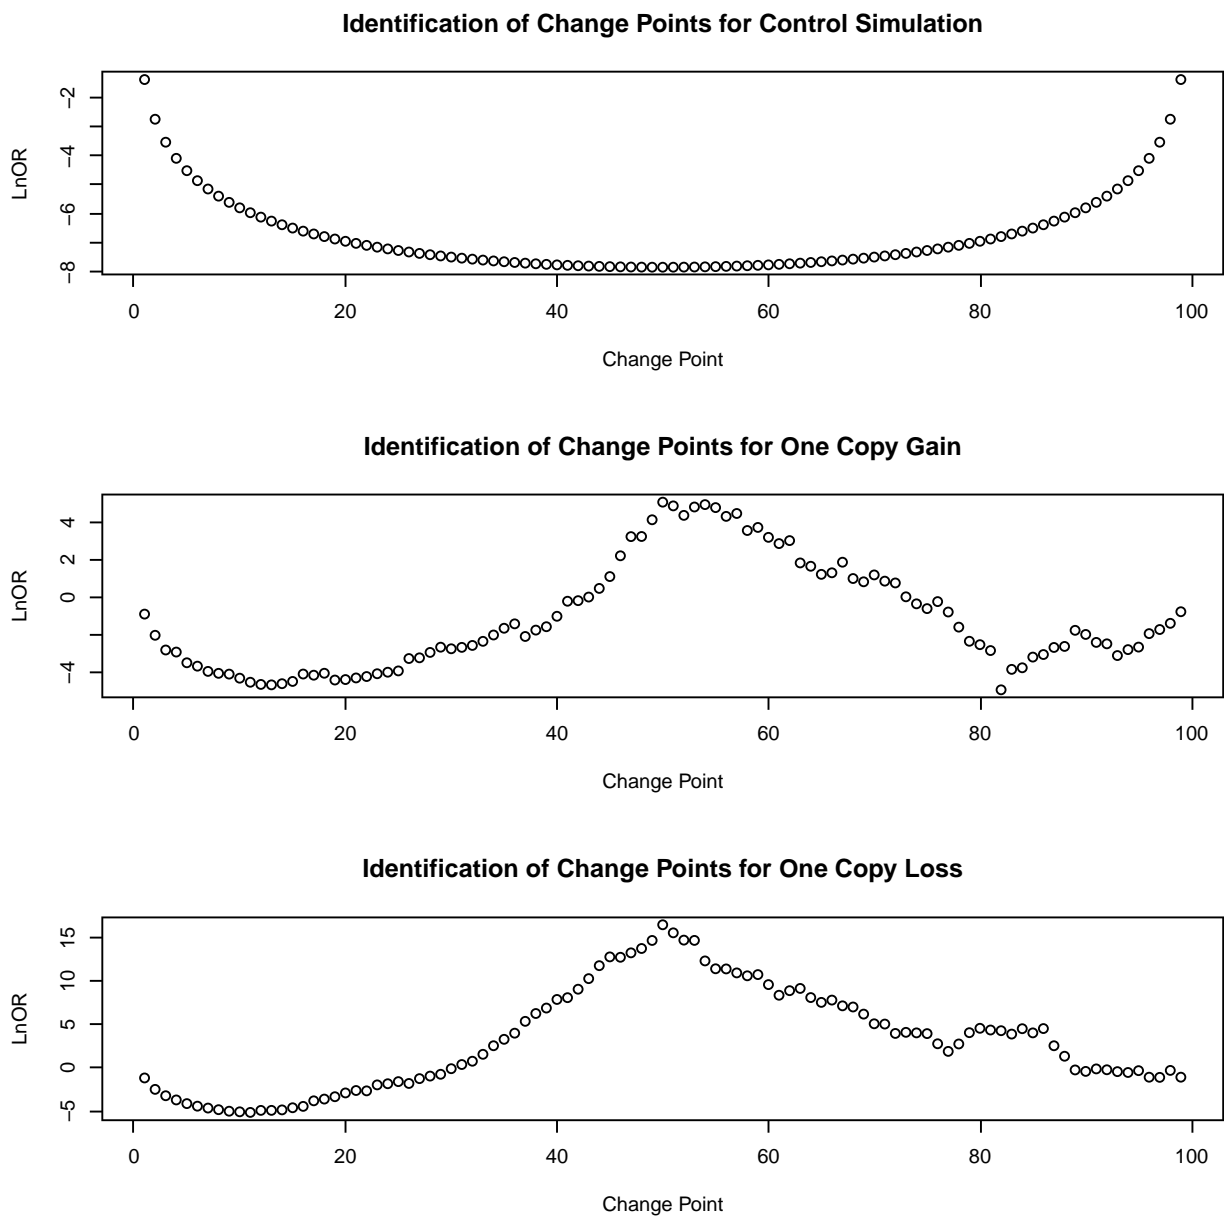 Identification of Change Points for Control Simulation
LnOR
−2
−4
−6
−8
0 20 40 60 80 100
Change Point
Identification of Change Points for One Copy Gain
LnOR
4
2
0
−4
0 20 40 60 80 100
Change Point
Identification of Change Points for One Copy Loss
LnOR
15
10
5
0
−5
0 20 40 60 80 100
Change Point